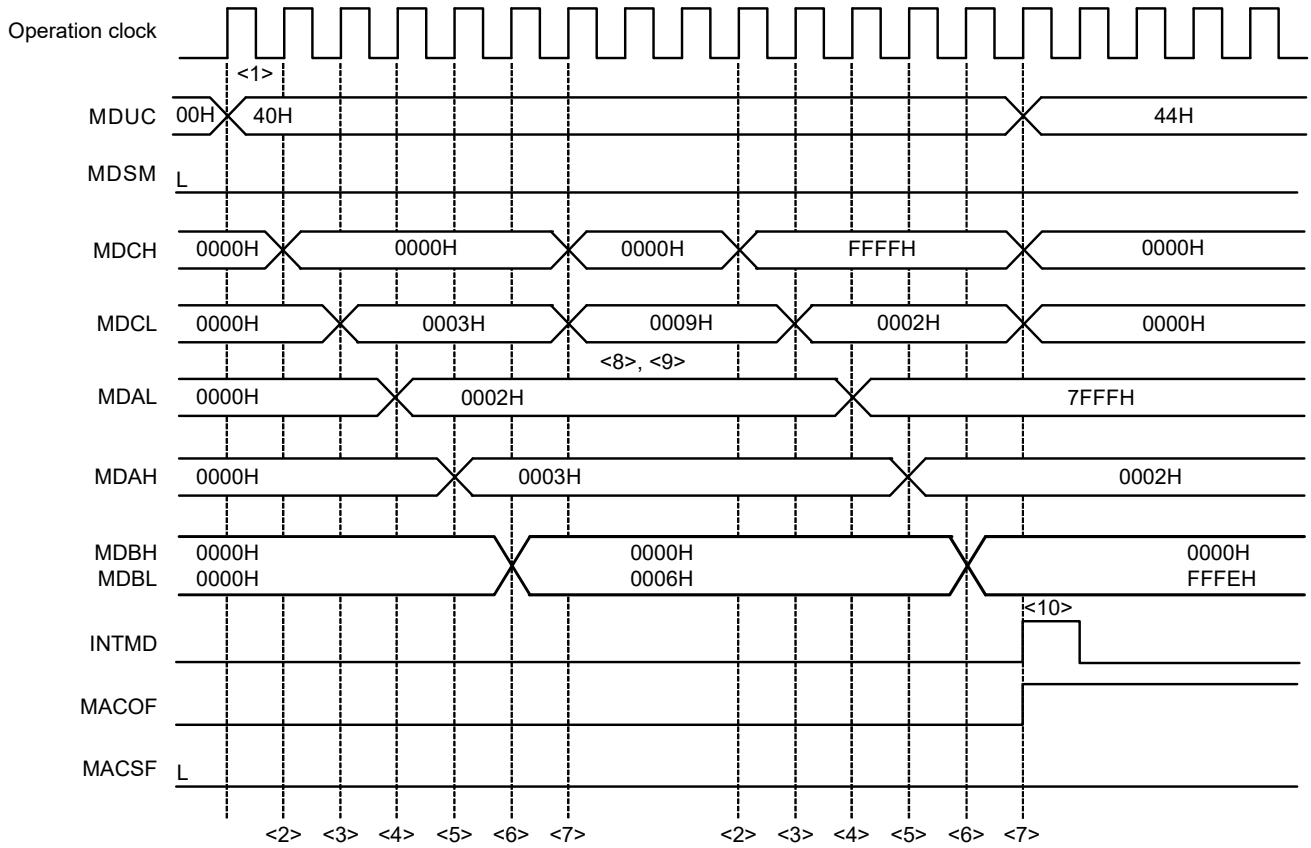 Operation clock
<1>
MDUC 00H 40H 44H
MDSM L
MDCH 0000H 0000H 0000H FFFFH 0000H
MDCL 0000H 0003H 0009H 0002H 0000H
<8>, <9>
MDAL 0000H 0002H 7FFFH
MDAH 0000H 0003H 0002H
MDBH 0000H 0000H 0000H
MDBL 0000H 0006H FFFEH
<10>
INTMD
MACOF
MACSF L
<2> <3> <4> <5> <6> <7> <2> <3> <4> <5> <6> <7>